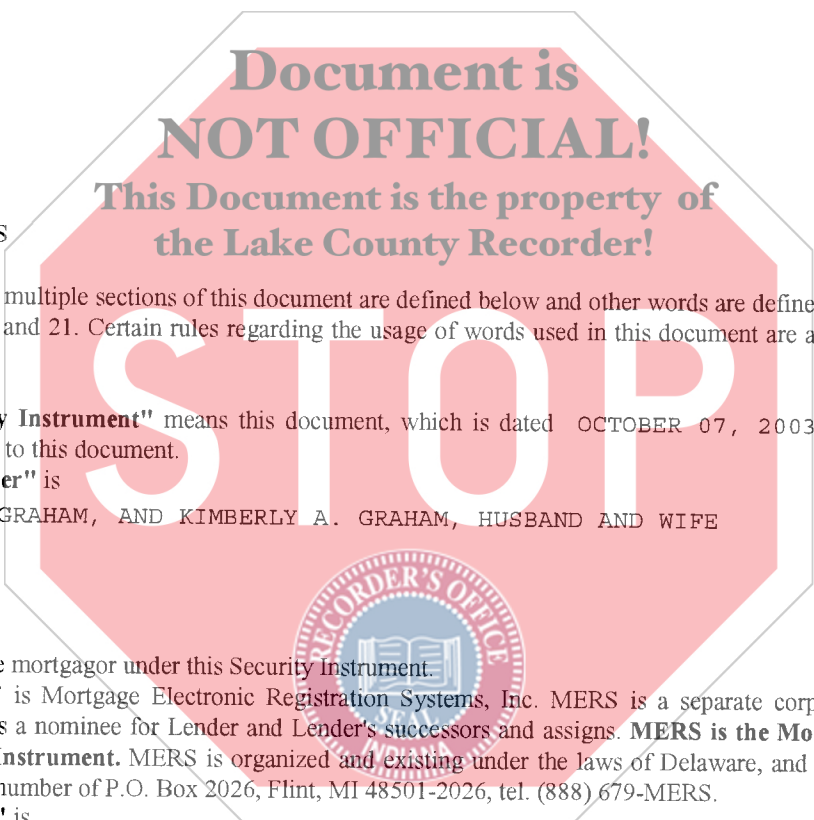 Document is
NOT OFFICIAL!
This Document is the property of
the Lake County Recorder!
S
multiple sections of this document are defined below and other words are define
and 21. Certain rules regarding the usage of words used in this document are a
STOP
y Instrument" means this document, which is dated OCTOBER 07, 2003
to this document.
er" is
GRAHAM, AND KIMBERLY A. GRAHAM, HUSBAND AND WIFE
RECORDER'S OFFICE
SEAL
INDIANA
e mortgagor under this Security Instrument.
" is Mortgage Electronic Registration Systems, Inc. MERS is a separate corp
s a nominee for Lender and Lender's successors and assigns. MERS is the Mo
Instrument. MERS is organized and existing under the laws of Delaware, and
number of P.O. Box 2026, Flint, MI 48501-2026, tel. (888) 679-MERS.
" is